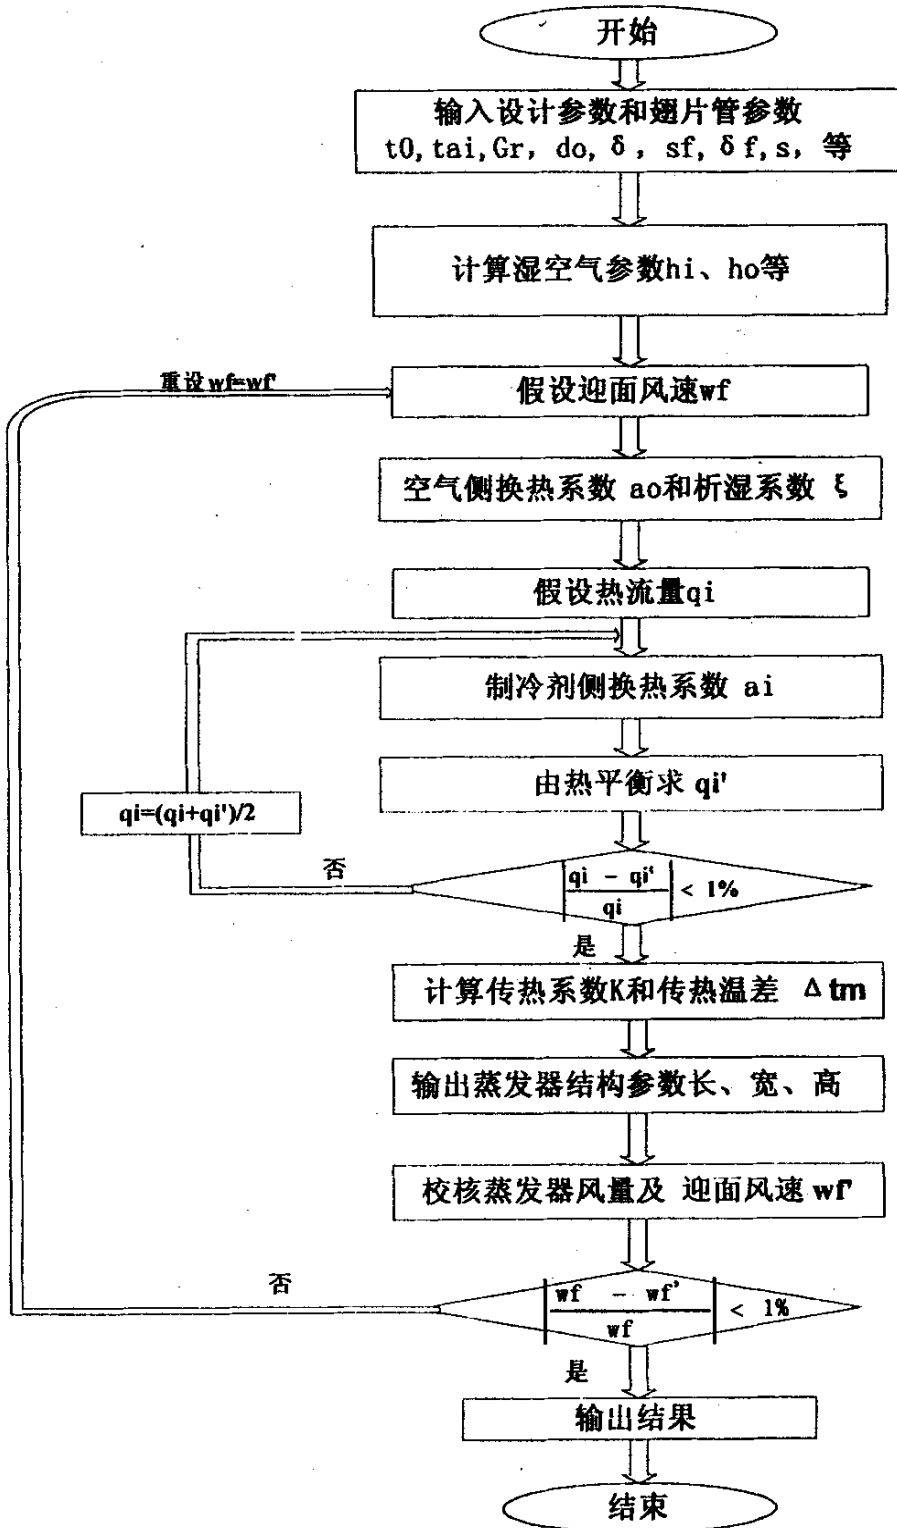 开始
输入设计参数和翅片管参数
t0,tai,Gr, do,δ, sf,δf,s, 等
计算湿空气参数hi、ho等
重设wf=wf'
假设迎面风速wf
空气侧换热系数 ao和析湿系数 ξ
假设热流量qi
制冷剂侧换热系数 ai
由热平衡求 qi'
qi=(qi+qi')/2
否
|qi - qi'|
qi
< 1%
是
计算传热系数K和传热温差 Δtm
输出蒸发器结构参数长、宽、高
校核蒸发器风量及 迎面风速 wf'
否
|wf - wf'|
wf
< 1%
是
输出结果
结束